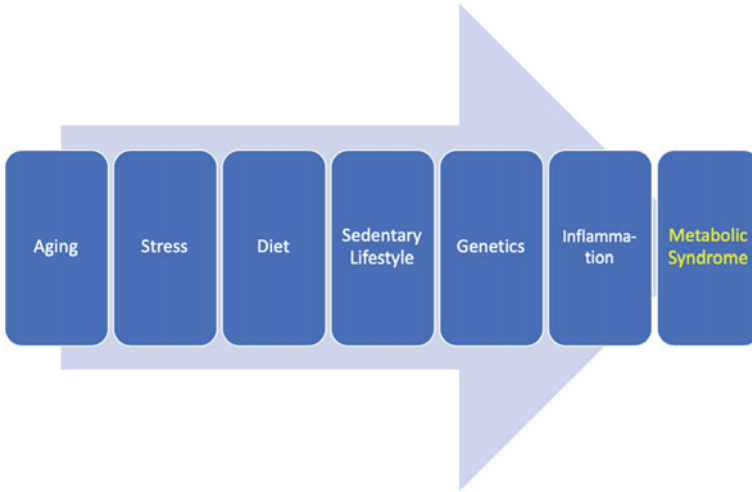 Aging
Stress
Diet
Sedentary
Lifestyle
Genetics
Inflamma-
tion
Metabolic
Syndrome